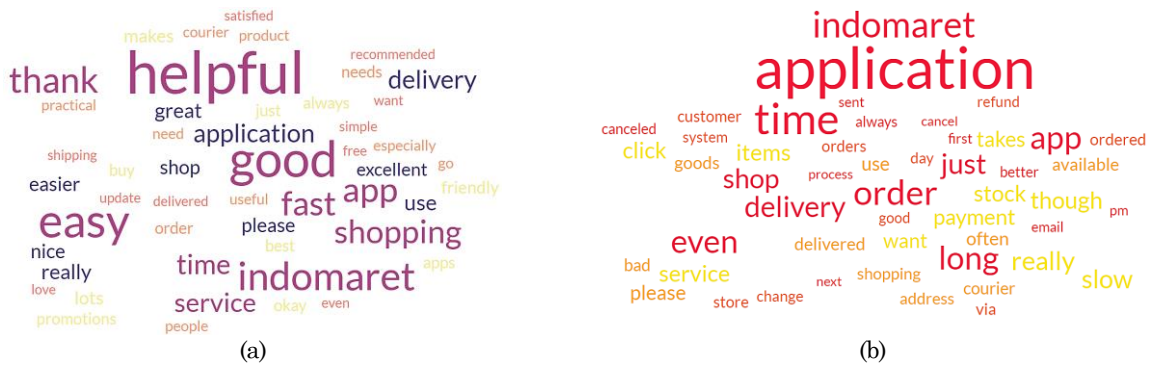 satisfied
makes courier product
recommended
thank helpful needs delivery
practical great just always want
need application simple
good free especially
shipping buy shop excellent go
easier update delivered useful fast app use friendly
easy order please shopping
nice best
really time indomaret apps
love lots service okay even
promotions people
(a)
indomaret
application
sent refund
customer time always cancel
canceled system first takes app ordered
click items orders
goods use day just available
shop process better
delivery order stock though
good payment pm
even email
delivered want often
bad service long really
please next shopping courier slow
store change address via
(b)